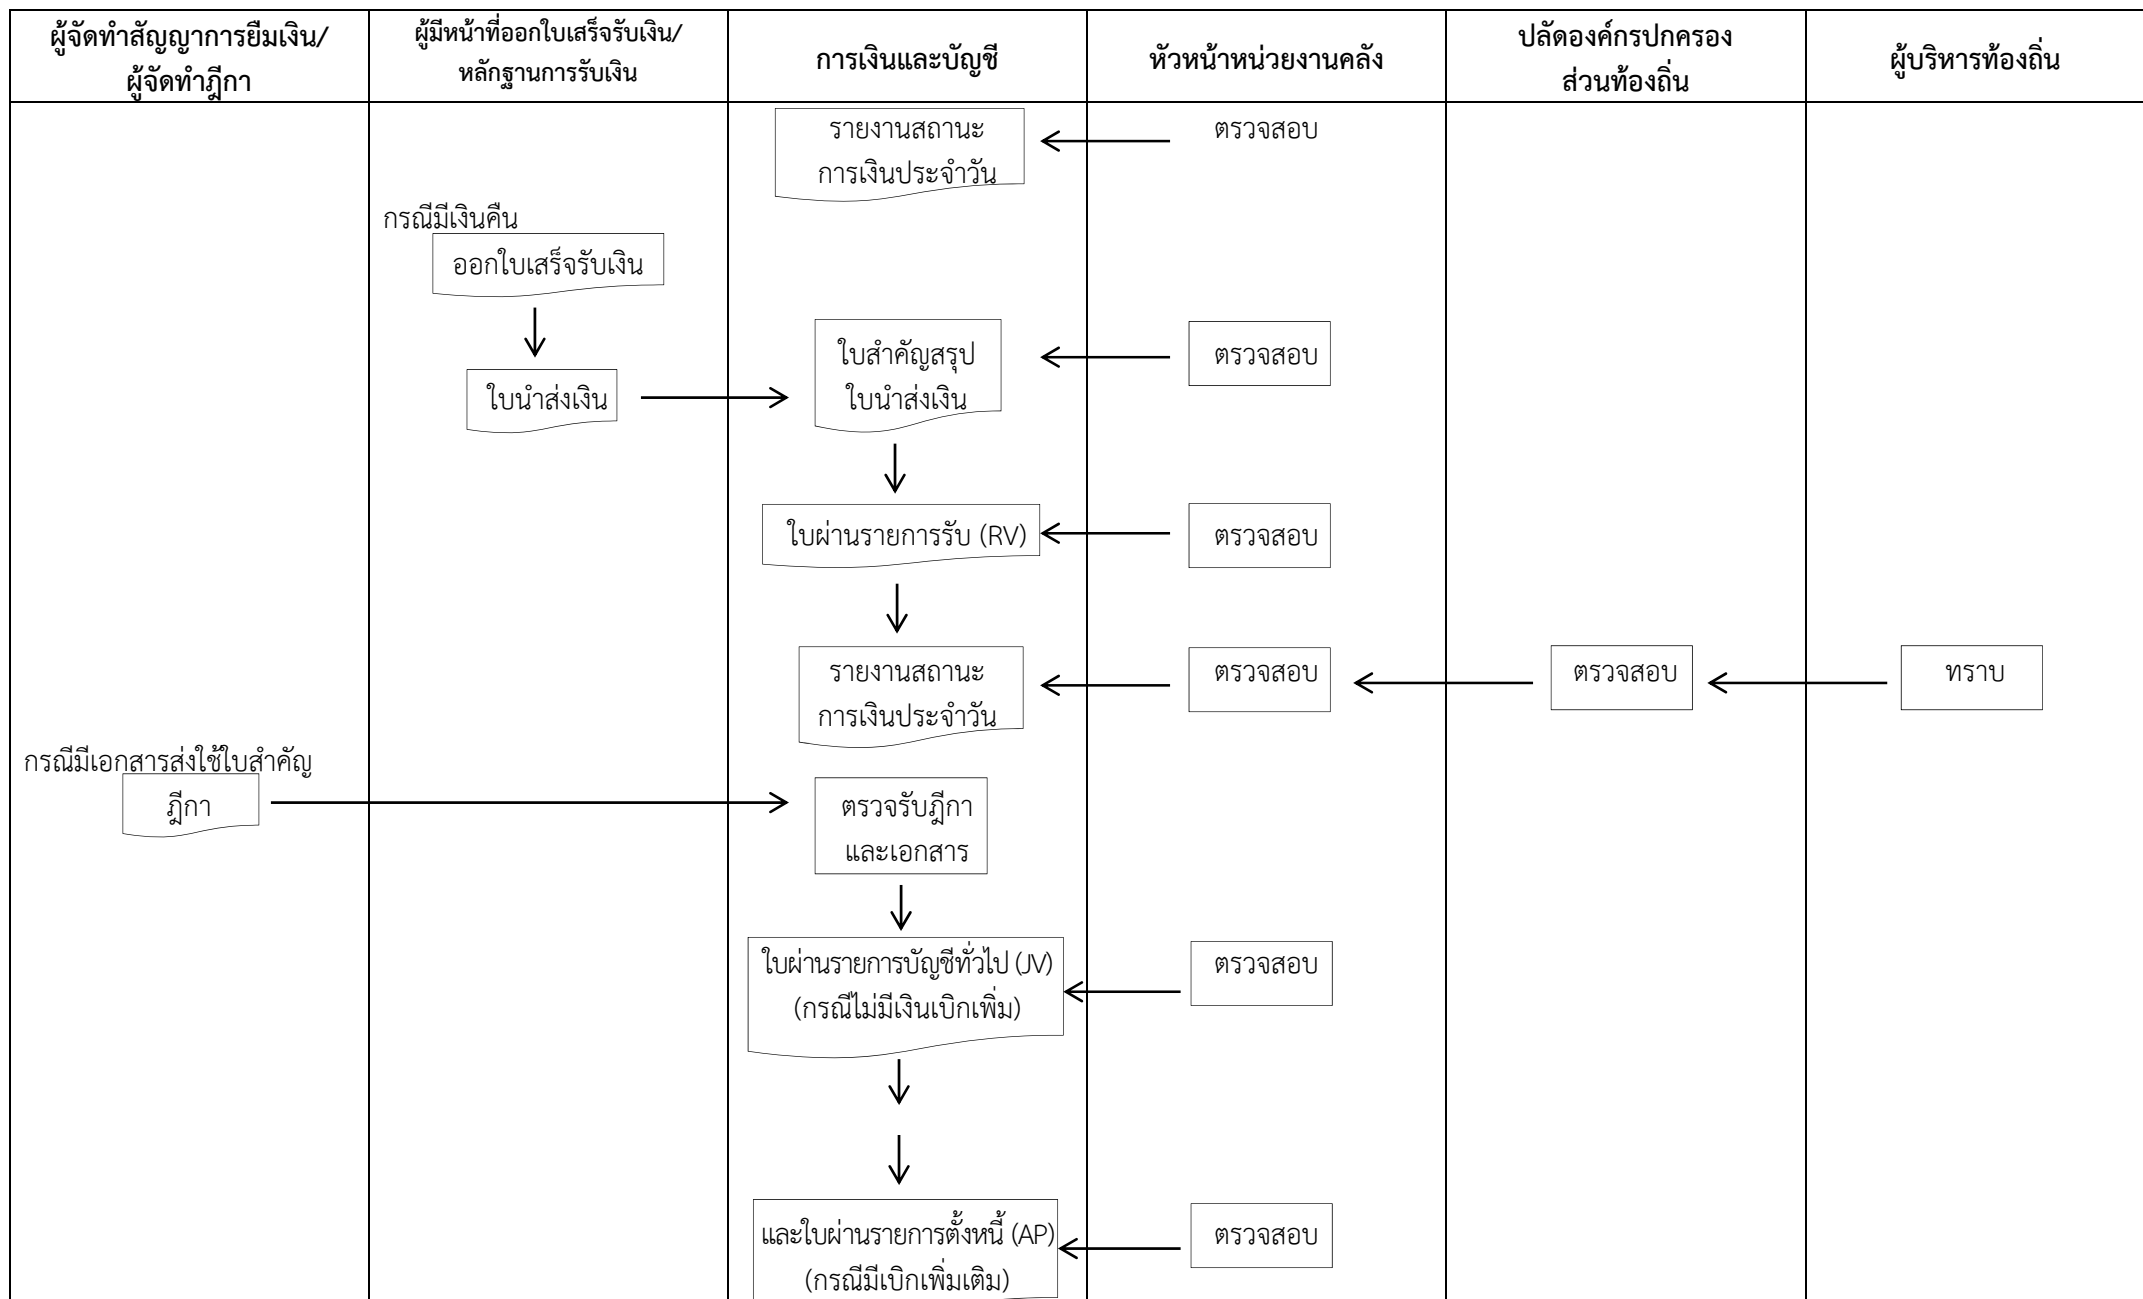 ผู้จัดทำสัญญาการยืมเงิน/
ผู้จัดทำฎีกา
ผู้มีหน้าที่ออกใบเสร็จรับเงิน/
หลักฐานการรับเงิน
การเงินและบัญชี
หัวหน้าหน่วยงานคลัง
ปลัดองค์กรปกครอง
ส่วนท้องถิ่น
ผู้บริหารท้องถิ่น
รายงานสถานะ
การเงินประจำวัน
ตรวจสอบ
กรณีมีเงินคืน
ออกใบเสร็จรับเงิน
ใบนำส่งเงิน
ใบสำคัญสรุป
ใบนำส่งเงิน
ตรวจสอบ
ใบผ่านรายการรับ (RV)
ตรวจสอบ
รายงานสถานะ
การเงินประจำวัน
ตรวจสอบ
ตรวจสอบ
ทราบ
กรณีมีเอกสารส่งใช้ใบสำคัญ
ฎีกา
ตรวจรับฎีกา
และเอกสาร
ใบผ่านรายการบัญชีทั่วไป (JV)
(กรณีไม่มีเงินเบิกเพิ่ม)
ตรวจสอบ
และใบผ่านรายการตั้งหนี้ (AP)
(กรณีมีเบิกเพิ่มเติม)
ตรวจสอบ